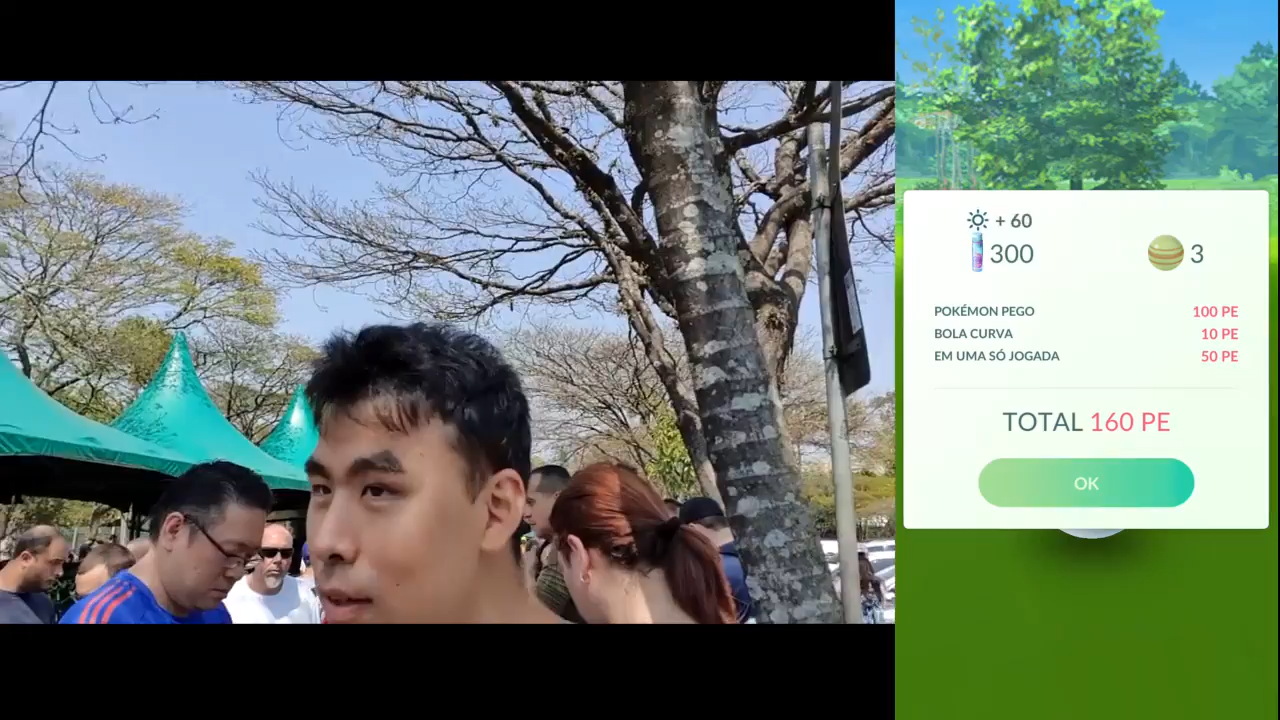 + 60
300
3
POKÉMON PEGO 100 PE
BOLA CURVA 10 PE
EM UMA SÓ JOGADA 50 PE
TOTAL 160 PE
OK